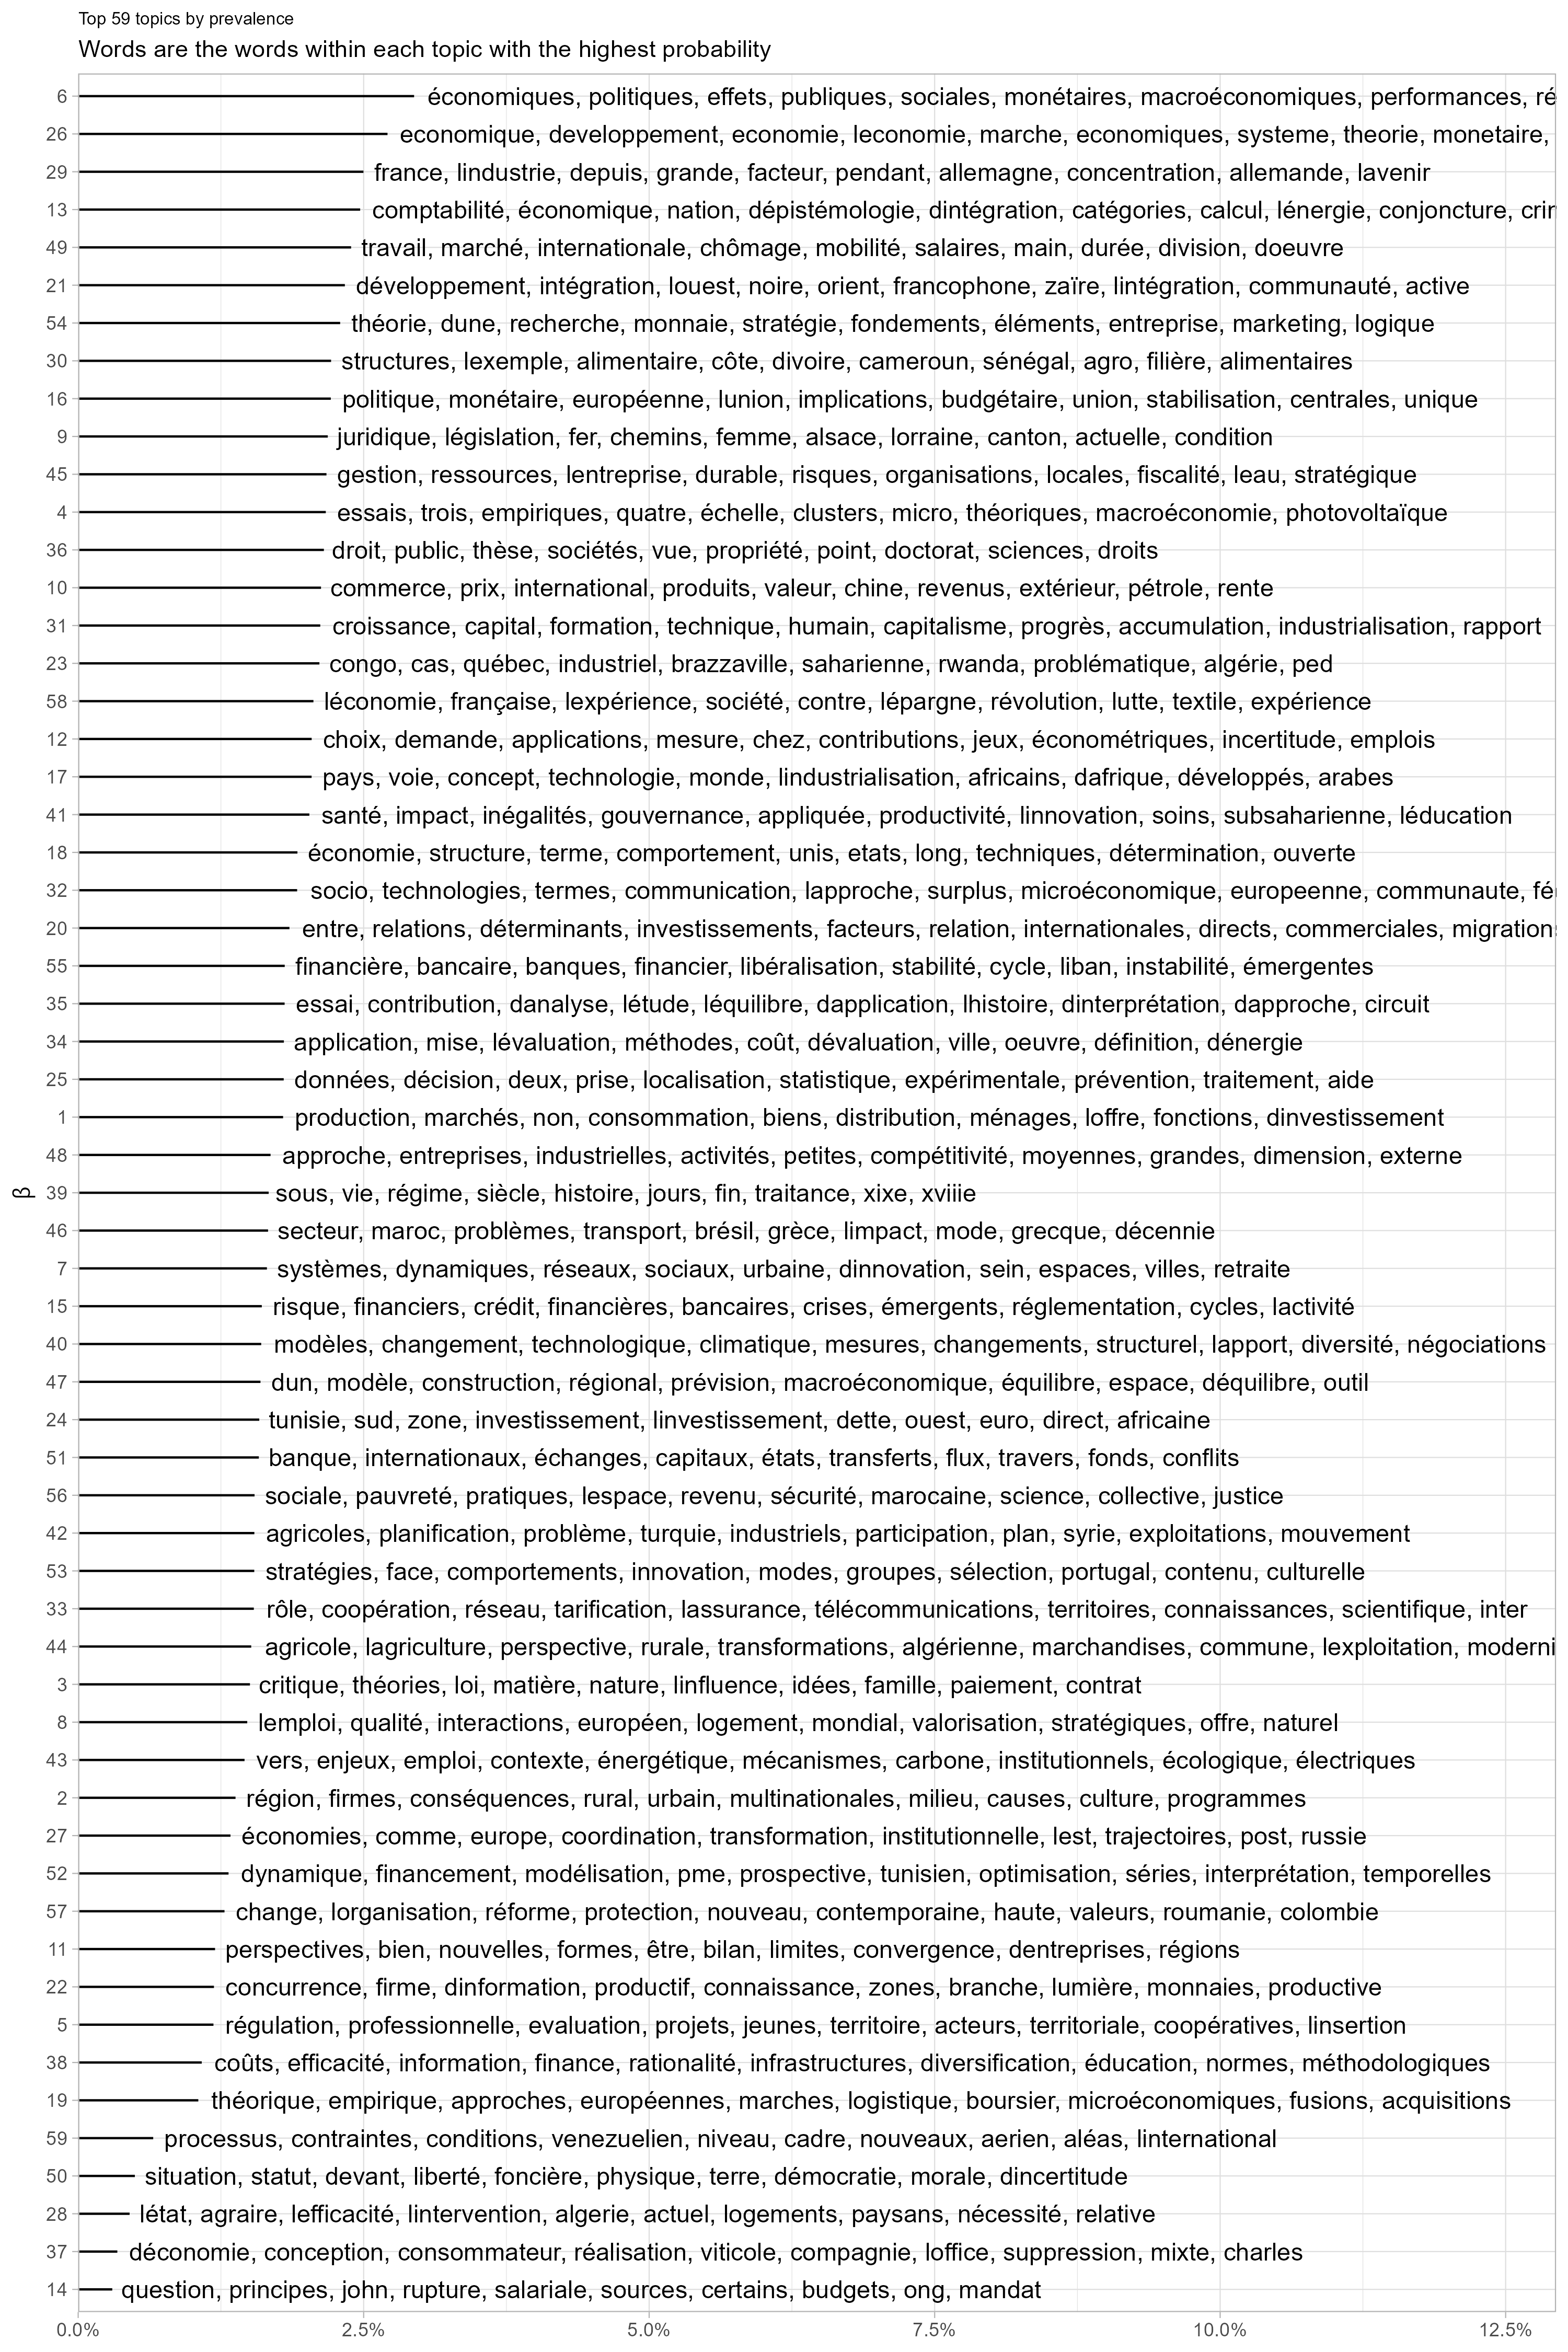 Top 59 topics by prevalence
Words are the words within each topic with the highest probability
6 économiques, politiques, effets, publiques, sociales, monétaires, macroéconomiques, performances, ré
26 economique, developpement, economie, leconomie, marche, economiques, systeme, theorie, monetaire,
29 france, lindustrie, depuis, grande, facteur, pendant, allemagne, concentration, allemande, lavenir
13 comptabilité, économique, nation, dépistémologie, dintégration, catégories, calcul, lénergie, conjoncture, crir
49 travail, marché, internationale, chômage, mobilité, salaires, main, durée, division, doeuvre
21 développement, intégration, louest, noire, orient, francophone, zaïre, lintégration, communauté, active
54 théorie, dune, recherche, monnaie, stratégie, fondements, éléments, entreprise, marketing, logique
30 structures, lexemple, alimentaire, côte, divoire, cameroun, sénégal, agro, filière, alimentaires
16 politique, monétaire, européenne, lunion, implications, budgétaire, union, stabilisation, centrales, unique
9 juridique, législation, fer, chemins, femme, alsace, lorraine, canton, actuelle, condition
45 gestion, ressources, lentreprise, durable, risques, organisations, locales, fiscalité, leau, stratégique
4 essais, trois, empiriques, quatre, échelle, clusters, micro, théoriques, macroéconomie, photovoltaïque
36 droit, public, thèse, sociétés, vue, propriété, point, doctorat, sciences, droits
10 commerce, prix, international, produits, valeur, chine, revenus, extérieur, pétrole, rente
31 croissance, capital, formation, technique, humain, capitalisme, progrès, accumulation, industrialisation, rapport
23 congo, cas, québec, industriel, brazzaville, saharienne, rwanda, problématique, algérie, ped
58 léconomie, française, lexpérience, société, contre, lépargne, révolution, lutte, textile, expérience
12 choix, demande, applications, mesure, chez, contributions, jeux, économétriques, incertitude, emplois
17 pays, voie, concept, technologie, monde, lindustrialisation, africains, dafrique, développés, arabes
41 santé, impact, inégalités, gouvernance, appliquée, productivité, linnovation, soins, subsaharienne, léducation
18 économie, structure, terme, comportement, unis, etats, long, techniques, détermination, ouverte
32 socio, technologies, termes, communication, lapproche, surplus, microéconomique, europeenne, communaute, fé
20 entre, relations, déterminants, investissements, facteurs, relation, internationales, directs, commerciales, migrations
55 financière, bancaire, banques, financier, libéralisation, stabilité, cycle, liban, instabilité, émergentes
35 essai, contribution, danalyse, létude, léquilibre, dapplication, lhistoire, dinterprétation, dapproche, circuit
34 application, mise, lévaluation, méthodes, coût, dévaluation, ville, oeuvre, définition, dénergie
25 données, décision, deux, prise, localisation, statistique, expérimentale, prévention, traitement, aide
1 production, marchés, non, consommation, biens, distribution, ménages, loffre, fonctions, dinvestissement
48 approche, entreprises, industrielles, activités, petites, compétitivité, moyennes, grandes, dimension, externe
β
39 sous, vie, régime, siècle, histoire, jours, fin, traitance, xixe, xviiie
46 secteur, maroc, problèmes, transport, brésil, grèce, limpact, mode, grecque, décennie
7 systèmes, dynamiques, réseaux, sociaux, urbaine, dinnovation, sein, espaces, villes, retraite
15 risque, financiers, crédit, financières, bancaires, crises, émergents, réglementation, cycles, lactivité
40 modèles, changement, technologique, climatique, mesures, changements, structurel, lapport, diversité, négociations
47 dun, modèle, construction, régional, prévision, macroéconomique, équilibre, espace, déquilibre, outil
24 tunisie, sud, zone, investissement, linvestissement, dette, ouest, euro, direct, africaine
51 banque, internationaux, échanges, capitaux, états, transferts, flux, travers, fonds, conflits
56 sociale, pauvreté, pratiques, lespace, revenu, sécurité, marocaine, science, collective, justice
42 agricoles, planification, problème, turquie, industriels, participation, plan, syrie, exploitations, mouvement
53 stratégies, face, comportements, innovation, modes, groupes, sélection, portugal, contenu, culturelle
33 rôle, coopération, réseau, tarification, lassurance, télécommunications, territoires, connaissances, scientifique, inter
44 agricole, lagriculture, perspective, rurale, transformations, algérienne, marchandises, commune, lexploitation, moderni
3 critique, théories, loi, matière, nature, linfluence, idées, famille, paiement, contrat
8 lemploi, qualité, interactions, européen, logement, mondial, valorisation, stratégiques, offre, naturel
43 vers, enjeux, emploi, contexte, énergétique, mécanismes, carbone, institutionnels, écologique, électriques
2 région, firmes, conséquences, rural, urbain, multinationales, milieu, causes, culture, programmes
27 économies, comme, europe, coordination, transformation, institutionnelle, lest, trajectoires, post, russie
52 dynamique, financement, modélisation, pme, prospective, tunisien, optimisation, séries, interprétation, temporelles
57 change, lorganisation, réforme, protection, nouveau, contemporaine, haute, valeurs, roumanie, colombie
11 perspectives, bien, nouvelles, formes, être, bilan, limites, convergence, dentreprises, régions
22 concurrence, firme, dinformation, productif, connaissance, zones, branche, lumière, monnaies, productive
5 régulation, professionnelle, evaluation, projets, jeunes, territoire, acteurs, territoriale, coopératives, linsertion
38 coûts, efficacité, information, finance, rationalité, infrastructures, diversification, éducation, normes, méthodologiques
19 théorique, empirique, approches, européennes, marches, logistique, boursier, microéconomiques, fusions, acquisitions
59 processus, contraintes, conditions, venezuelien, niveau, cadre, nouveaux, aerien, aléas, linternational
50 situation, statut, devant, liberté, foncière, physique, terre, démocratie, morale, dincertitude
28 létat, agraire, lefficacité, lintervention, algerie, actuel, logements, paysans, nécessité, relative
37 déconomie, conception, consommateur, réalisation, viticole, compagnie, loffice, suppression, mixte, charles
14 question, principes, john, rupture, salariale, sources, certains, budgets, ong, mandat
0.0% 2.5% 5.0% 7.5% 10.0% 12.5%